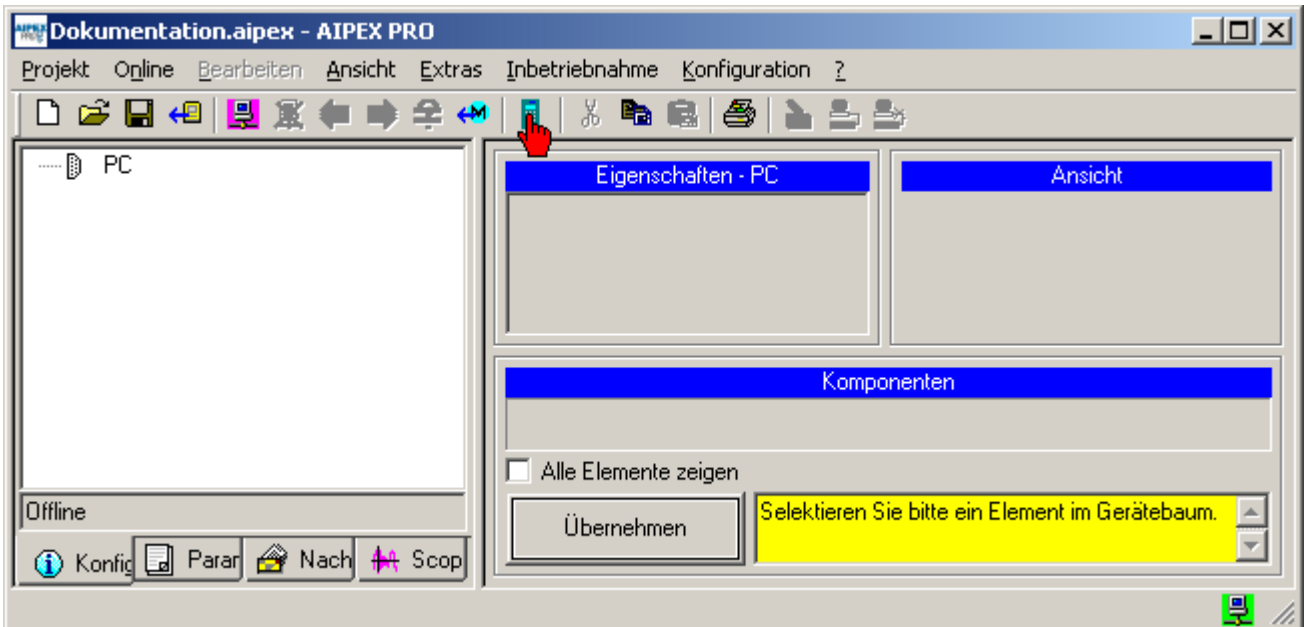 Dokumentation.aipex - AIPEX PRO
Projekt Online Bearbeiten Ansicht Extras Inbetriebnahme Konfiguration ?
PC
Eigenschaften - PC
Ansicht
Komponenten
Alle Elemente zeigen
Offline
Übernehmen
Selektieren Sie bitte ein Element im Gerätebaum.
Konfig Parar Nach Scop